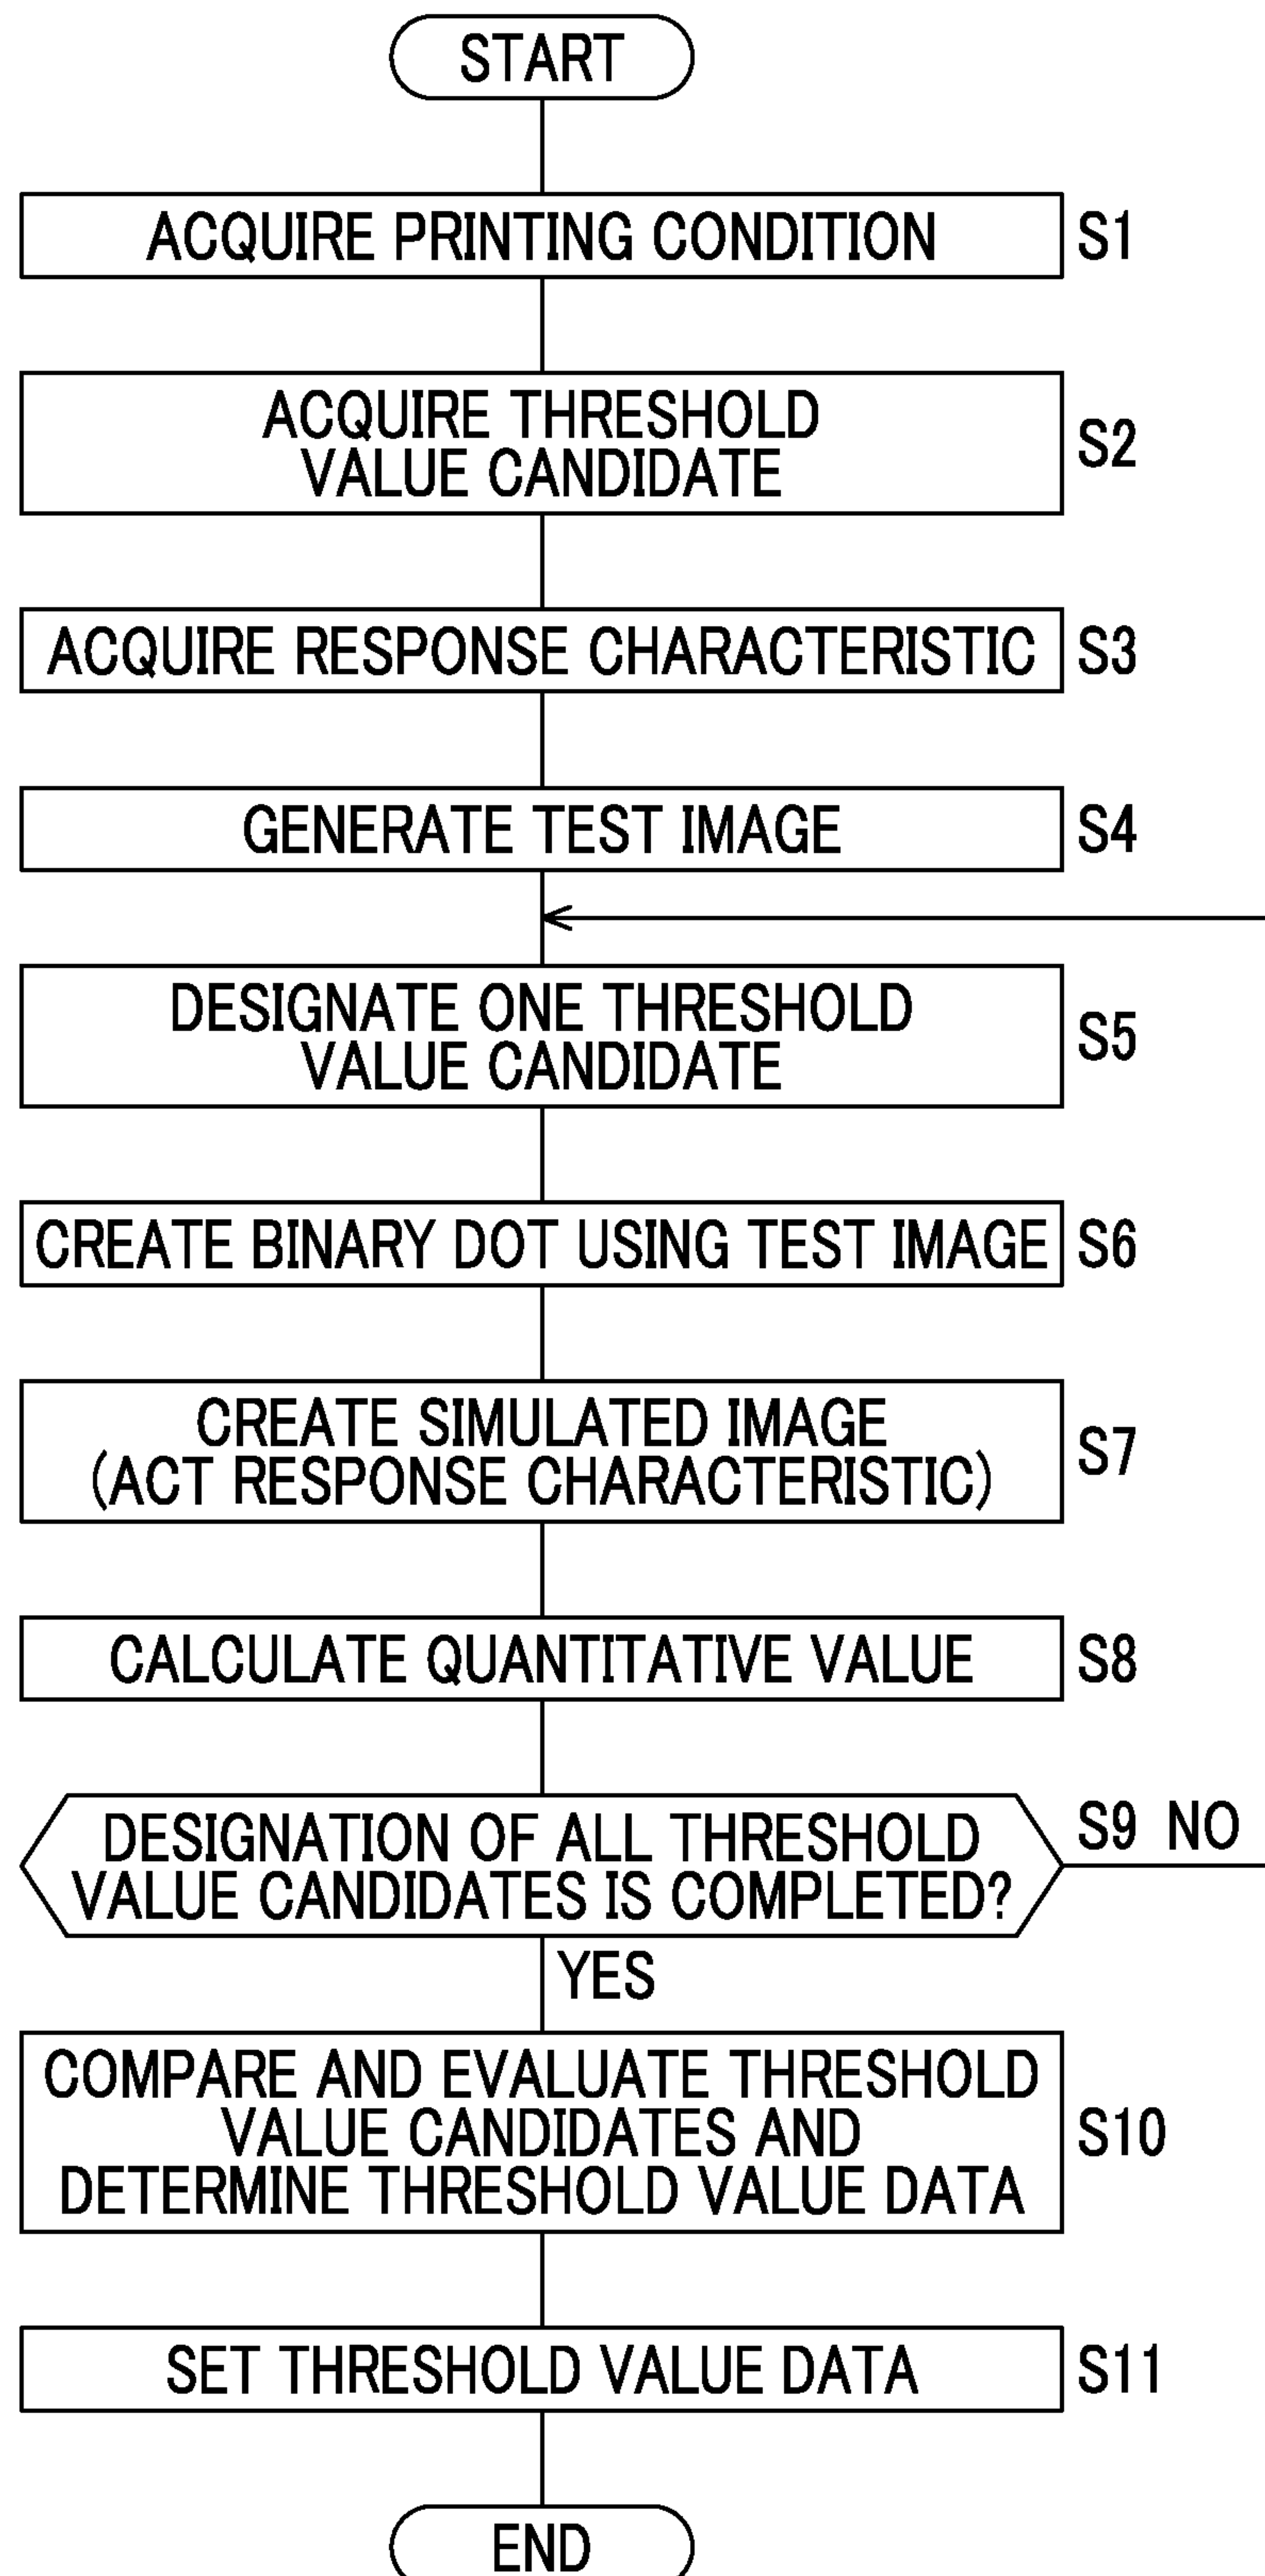 START
ACQUIRE PRINTING CONDITION S1
ACQUIRE THRESHOLD
VALUE CANDIDATE
S2
ACQUIRE RESPONSE CHARACTERISTIC S3
GENERATE TEST IMAGE S4
DESIGNATE ONE THRESHOLD
VALUE CANDIDATE
S5
CREATE BINARY DOT USING TEST IMAGE S6
CREATE SIMULATED IMAGE
(ACT RESPONSE CHARACTERISTIC)
S7
CALCULATE QUANTITATIVE VALUE S8
DESIGNATION OF ALL THRESHOLD
VALUE CANDIDATES IS COMPLETED?
S9 NO
YES
COMPARE AND EVALUATE THRESHOLD
VALUE CANDIDATES AND
DETERMINE THRESHOLD VALUE DATA
S10
SET THRESHOLD VALUE DATA S11
END